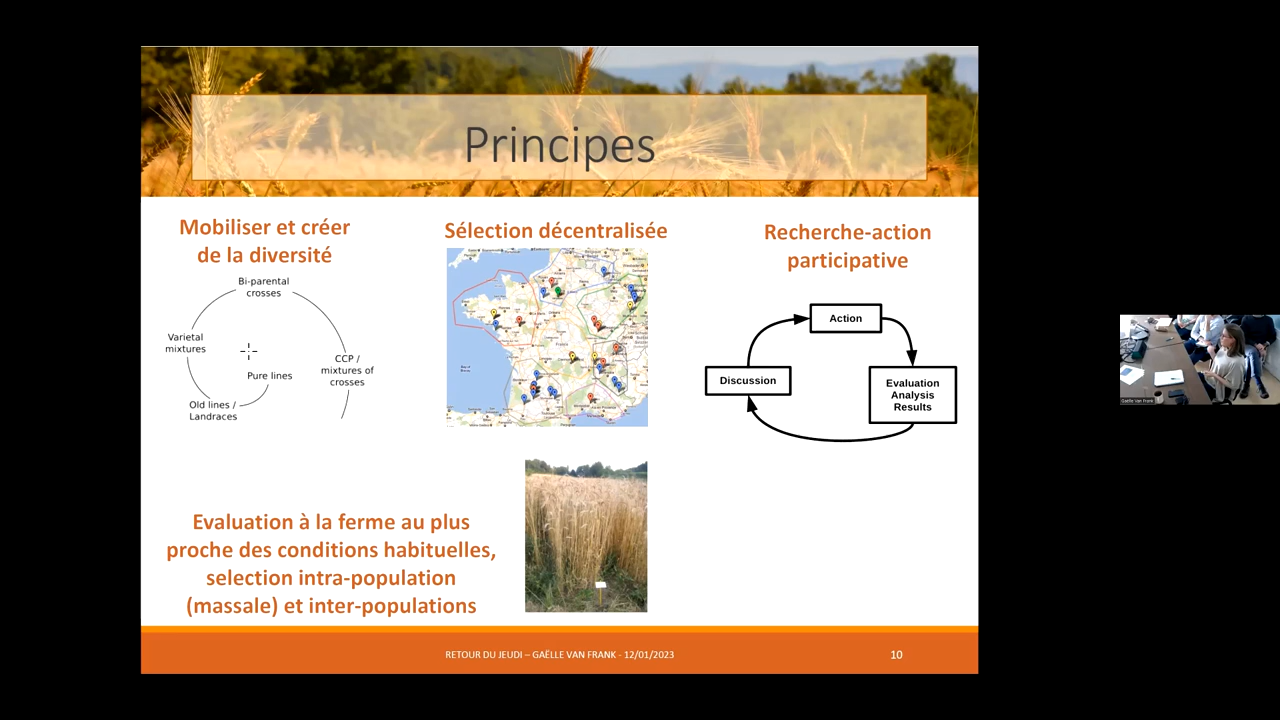 Principes
Mobiliser et créer
de la diversité
Bi-parental
crosses
Varietal
mixtures
Pure lines
CCP /
mixtures of
crosses
Old lines /
Landraces
Sélection décentralisée
Recherche-action
participative
Action
Discussion
Evaluation
Analysis
Results
Evaluation à la ferme au plus
proche des conditions habituelles,
selection intra-population
(massale) et inter-populations
RETOUR DU JEUDI – GAËLLE VAN FRANK - 12/01/2023
10
Gaëlle Van Frank